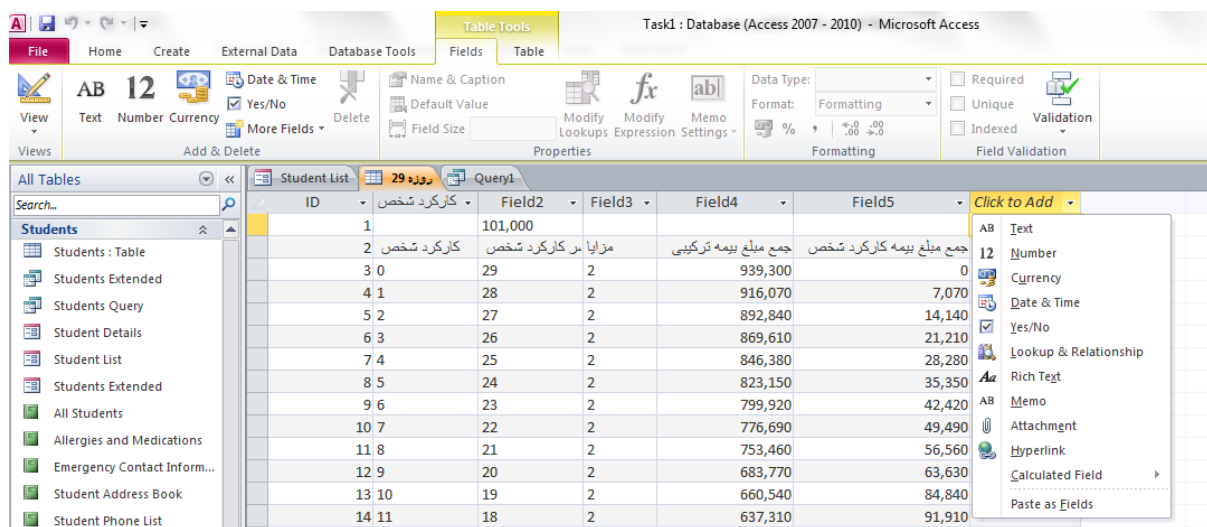 Table Tools
Task1 : Database (Access 2007 - 2010) - Microsoft Access
File Home Create External Data Database Tools Fields Table
View
Views
AB Text
12 Number
Currency
Date & Time
Yes/No
More Fields
Delete
Add & Delete
Name & Caption
Default Value
Field Size
Modify Lookups
fx Modify Expression
ab Memo Settings
Properties
Data Type:
Format: Formatting
% , .00 .0
Formatting
Required
Unique
Indexed
Validation
Field Validation
All Tables
Search...
Students
Students : Table
Students Extended
Students Query
Student Details
Student List
Students Extended
All Students
Allergies and Medications
Emergency Contact Inform...
Student Address Book
Student Phone List
Student List 29 روزه Query1
ID کارکرد شخص Field2 Field3 Field4 Field5 Click to Add
1 101,000
2 کارکرد شخص کارکرد شخص مزایا جمع مبلغ بیمه ترکیبی جمع مبلغ بیمه کارکرد شخص
3 0 29 2 939,300 0
4 1 28 2 916,070 7,070
5 2 27 2 892,840 14,140
6 3 26 2 869,610 21,210
7 4 25 2 846,380 28,280
8 5 24 2 823,150 35,350
9 6 23 2 799,920 42,420
10 7 22 2 776,690 49,490
11 8 21 2 753,460 56,560
12 9 20 2 683,770 63,630
13 10 19 2 660,540 84,840
14 11 18 2 637,310 91,910
AB Text
12 Number
Currency
Date & Time
Yes/No
Lookup & Relationship
Aa Rich Text
AB Memo
Attachment
Hyperlink
Calculated Field
Paste as Fields